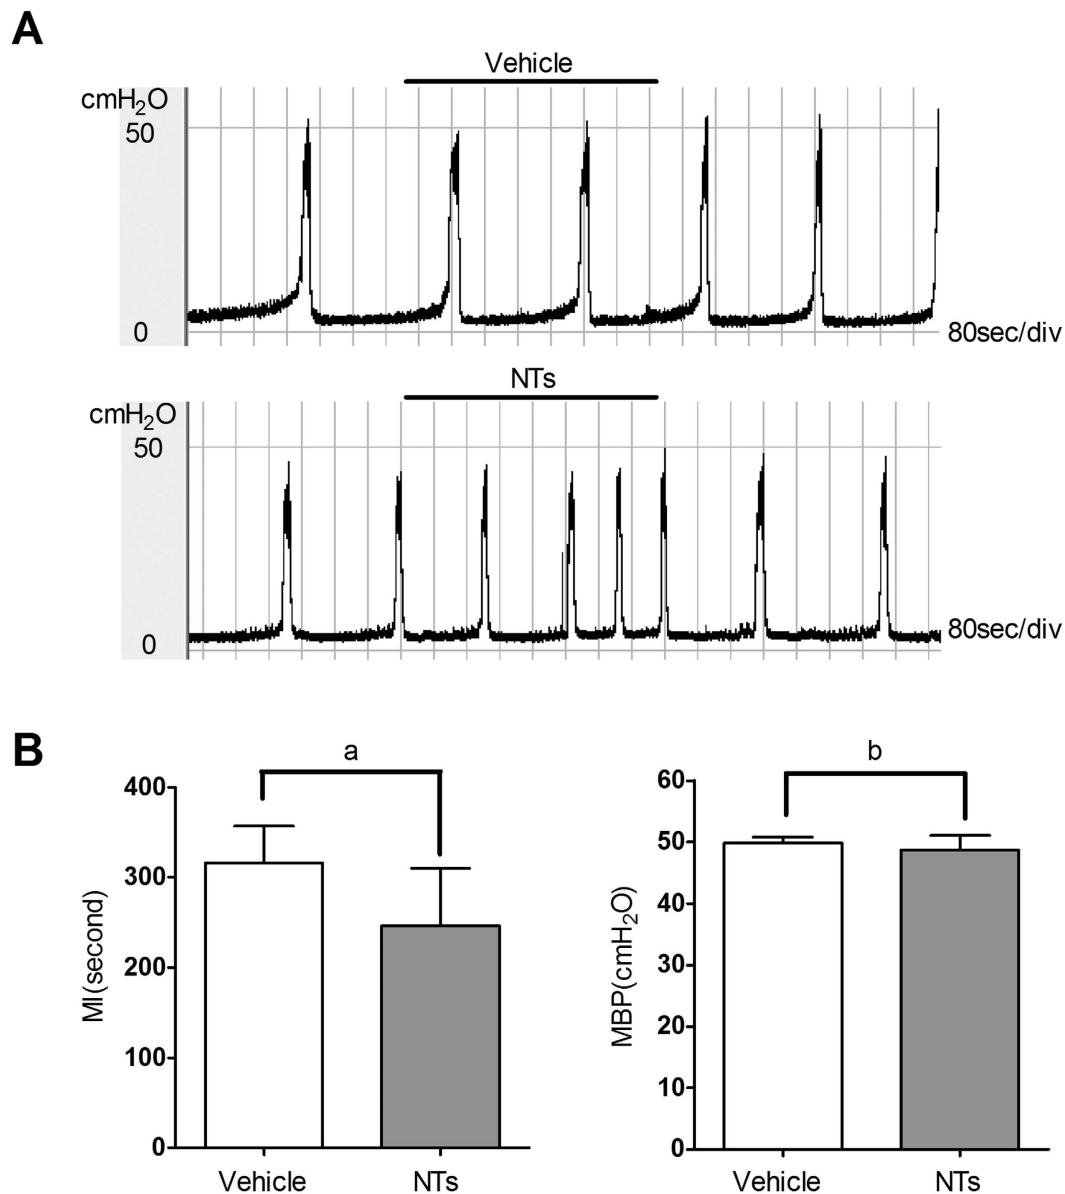 A
Vehicle
cmH₂O
50
0
80sec/div
NTs
cmH₂O
50
0
80sec/div
B
a
400
300
200
100
0
MI(second)
Vehicle
NTs
b
60
50
40
30
20
10
0
MBP(cmH₂O)
Vehicle
NTs